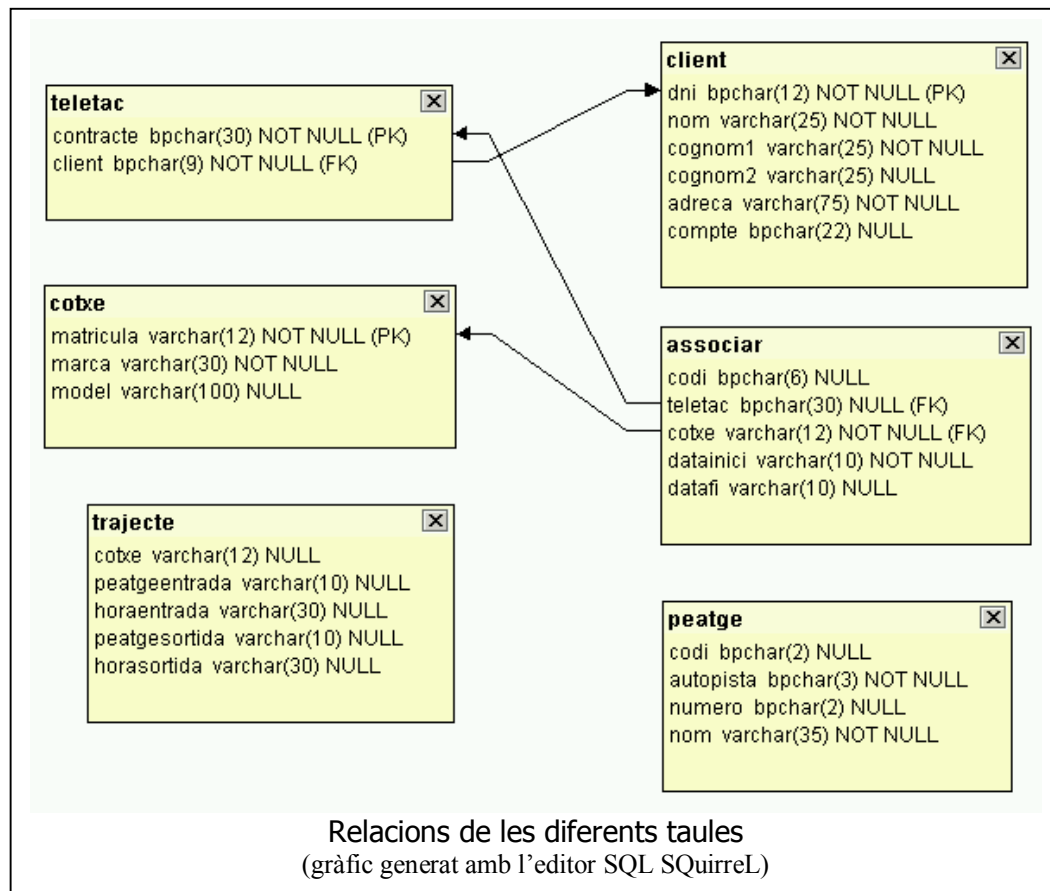 teletac
contracte bpchar(30) NOT NULL (PK)
client bpchar(9) NOT NULL (FK)
client
dni bpchar(12) NOT NULL (PK)
nom varchar(25) NOT NULL
cognom1 varchar(25) NOT NULL
cognom2 varchar(25) NULL
adreca varchar(75) NOT NULL
compte bpchar(22) NULL
cotxe
matricula varchar(12) NOT NULL (PK)
marca varchar(30) NOT NULL
model varchar(100) NULL
associar
codi bpchar(6) NULL
teletac bpchar(30) NULL (FK)
cotxe varchar(12) NOT NULL (FK)
datainici varchar(10) NOT NULL
datafi varchar(10) NULL
trajecte
cotxe varchar(12) NULL
peatgeentrada varchar(10) NULL
horaentrada varchar(30) NULL
peatgesortida varchar(10) NULL
horasortida varchar(30) NULL
peatge
codi bpchar(2) NULL
autopista bpchar(3) NOT NULL
numero bpchar(2) NULL
nom varchar(35) NOT NULL
Relacions de les diferents taules
(gràfic generat amb l'editor SQL SQuirreL)